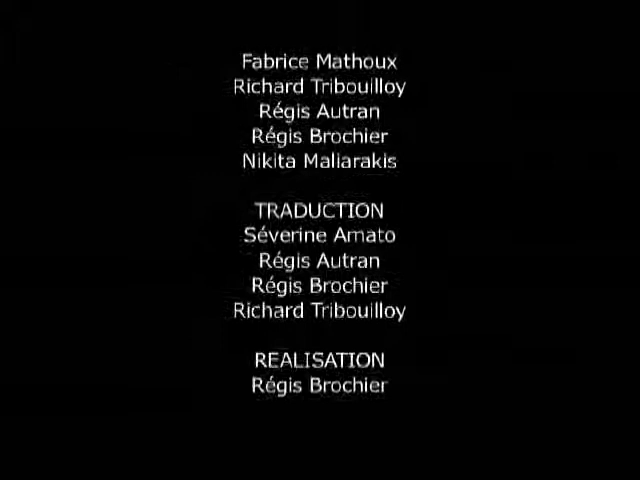 Fabrice Mathoux
Richard Tribouilloy
Régis Autran
Régis Brochier
Nikita Maliarakis
TRADUCTION
Séverine Amato
Régis Autran
Régis Brochier
Richard Tribouilloy
REALISATION
Régis Brochier